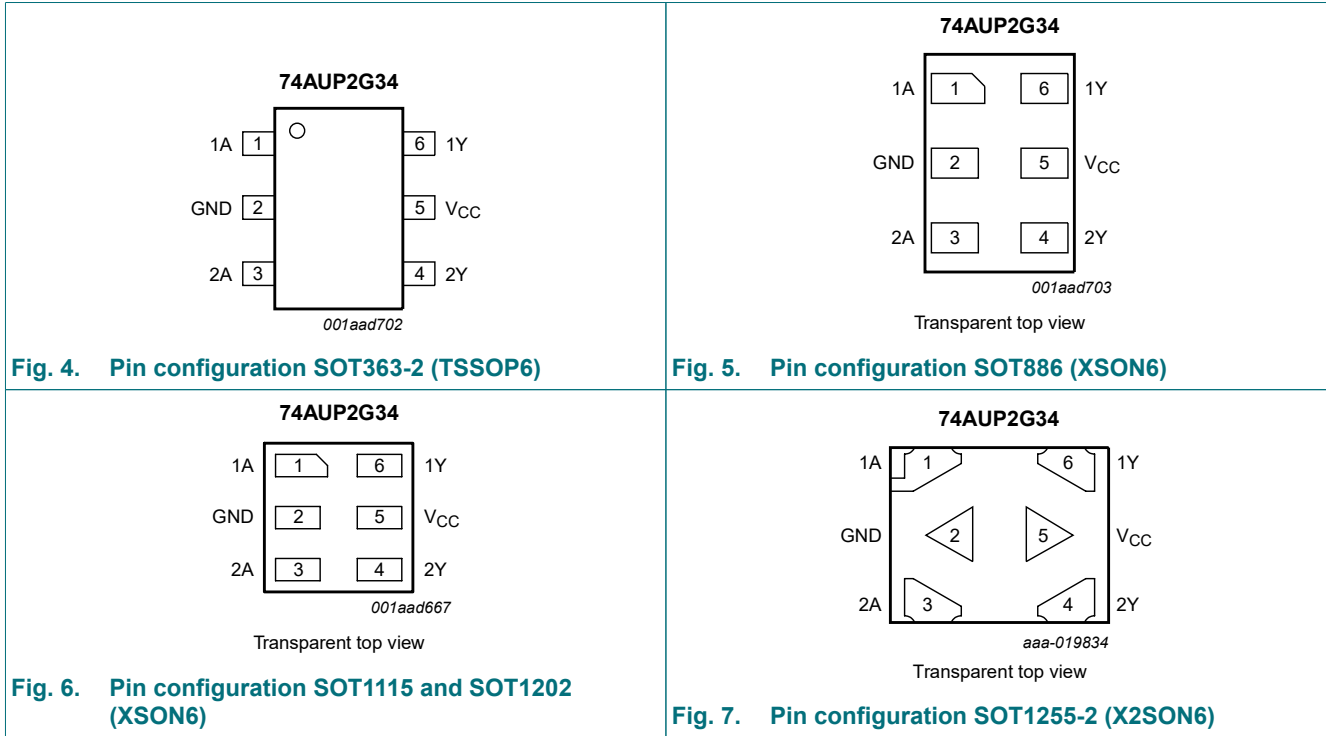 74AUP2G34
1A 1 6 1Y
GND 2 5 VCC
2A 3 4 2Y
001aad702
Fig. 4. Pin configuration SOT363-2 (TSSOP6)
74AUP2G34
1A 1 6 1Y
GND 2 5 VCC
2A 3 4 2Y
001aad703
Transparent top view
Fig. 5. Pin configuration SOT886 (XSON6)
74AUP2G34
1A 1 6 1Y
GND 2 5 VCC
2A 3 4 2Y
001aad667
Transparent top view
Fig. 6. Pin configuration SOT1115 and SOT1202
(XSON6)
74AUP2G34
1A 1 6 1Y
GND 2 5 VCC
2A 3 4 2Y
aaa-019834
Transparent top view
Fig. 7. Pin configuration SOT1255-2 (X2SON6)